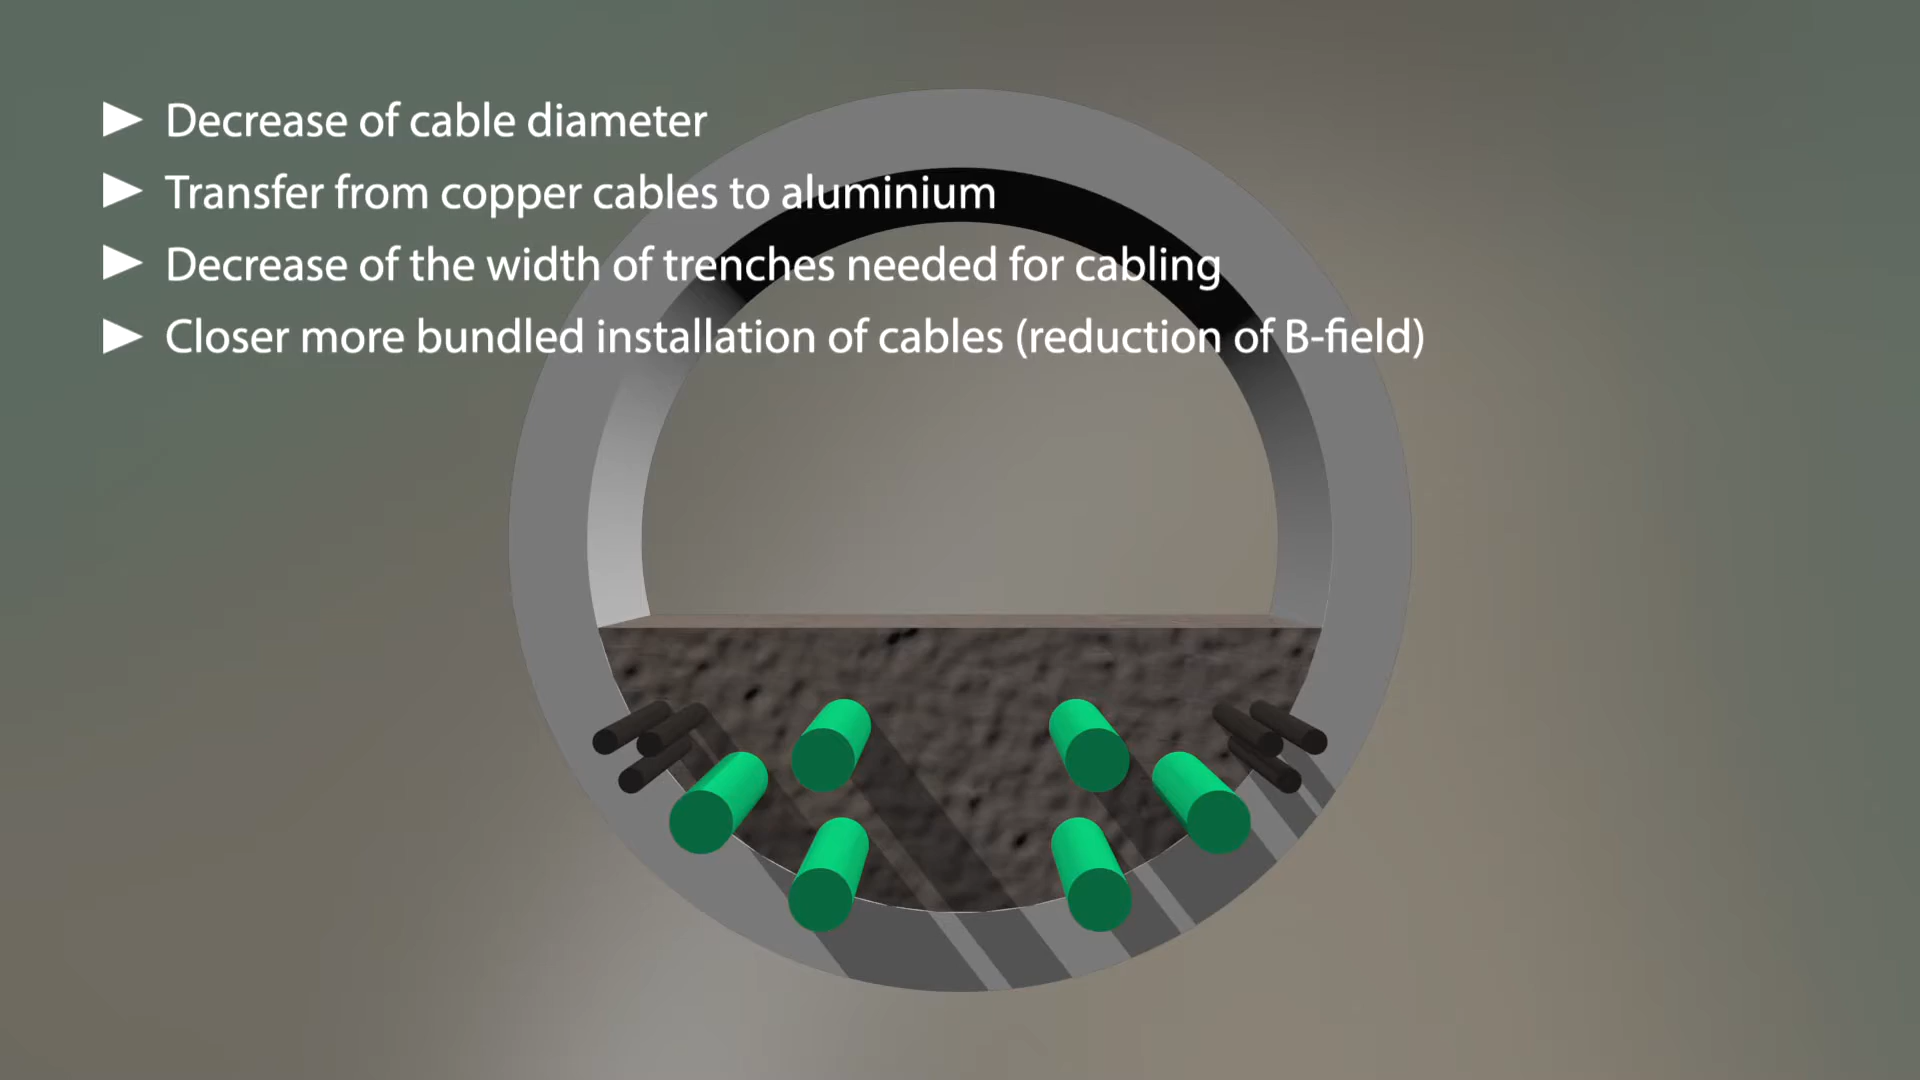 Decrease of cable diameter
Transfer from copper cables to aluminium
Decrease of the width of trenches needed for cabling
Closer more bundled installation of cables (reduction of B-field)